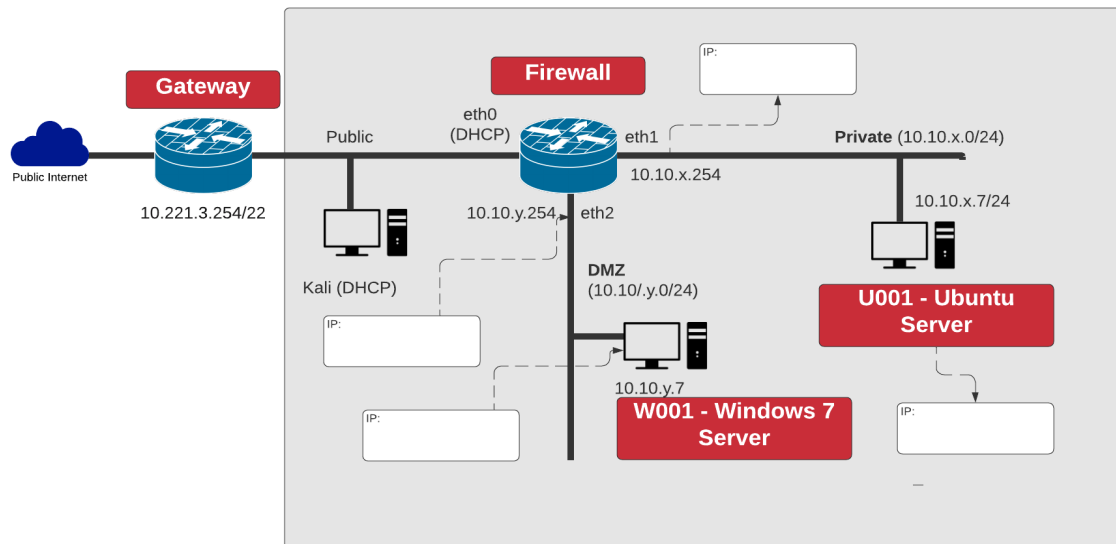 Gateway
Firewall
IP:
eth0
(DHCP)
Public
eth1
Private (10.10.x.0/24)
Public Internet
10.10.x.254
10.221.3.254/22
10.10.y.254
eth2
10.10.x.7/24
DMZ
(10.10/.y.0/24)
Kali (DHCP)
U001 - Ubuntu
Server
IP:
10.10.y.7
W001 - Windows 7
Server
IP:
IP: